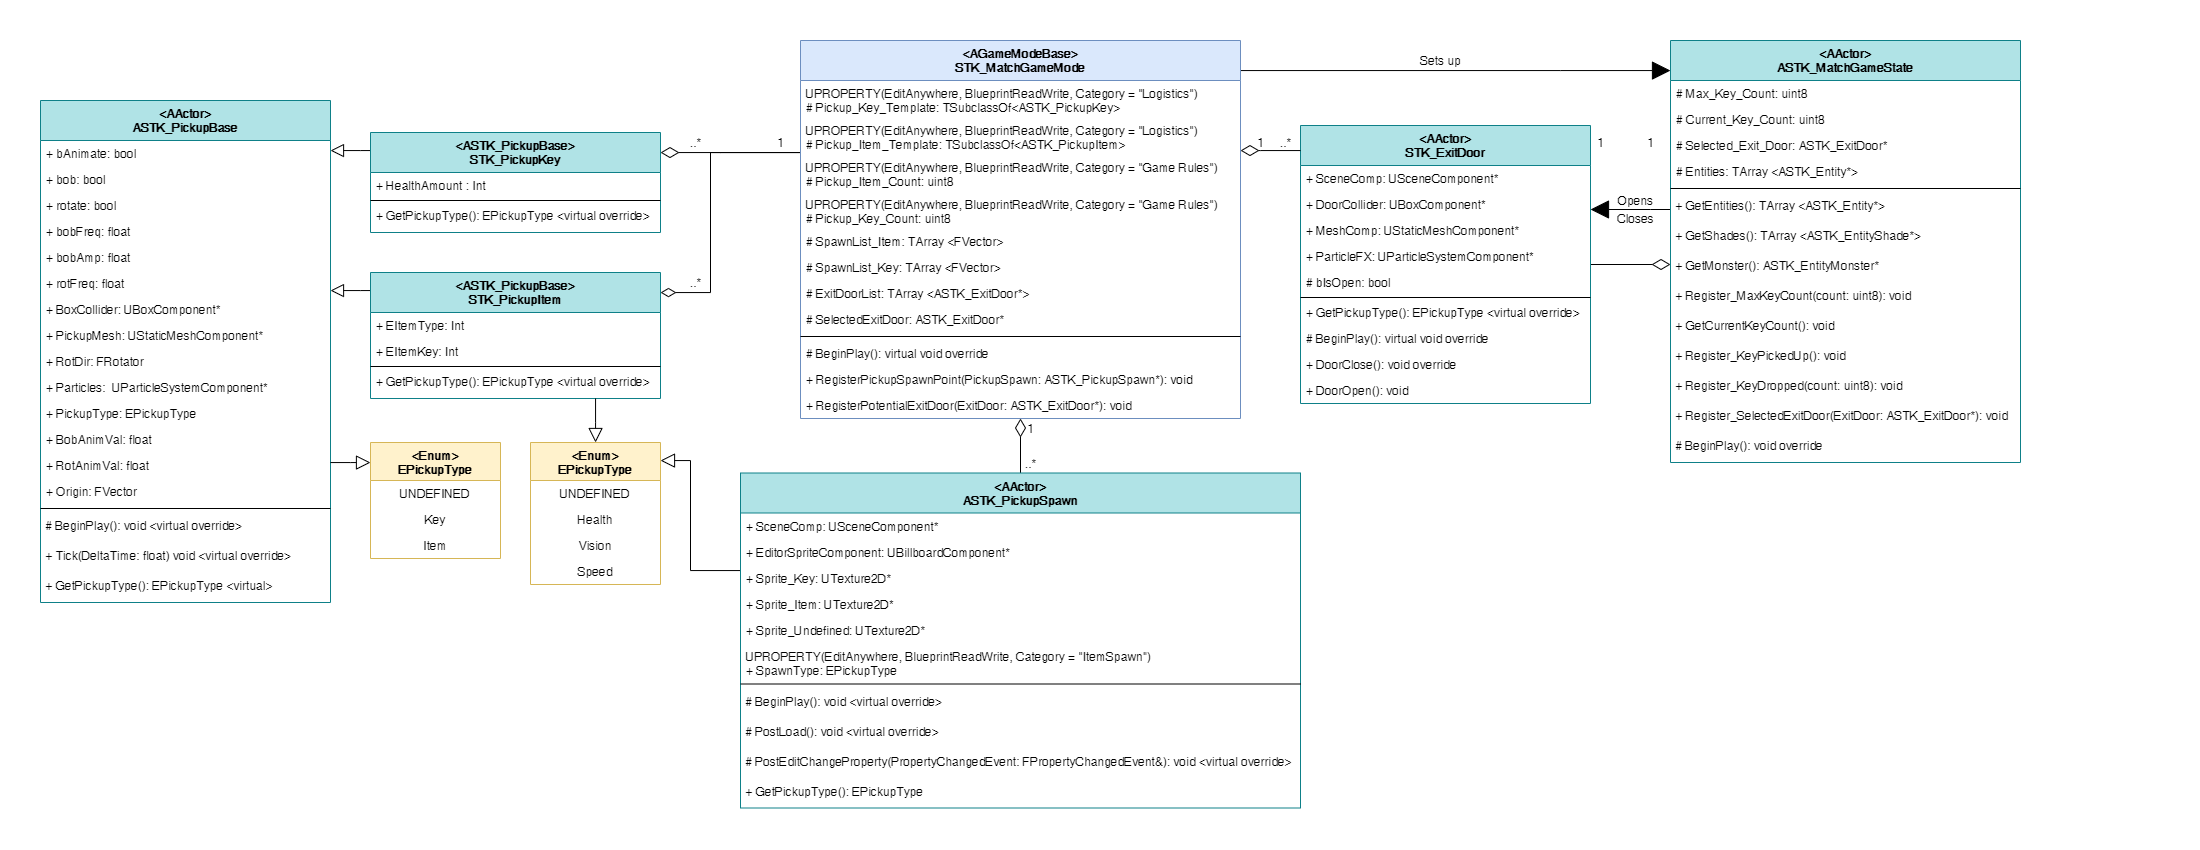 <AActor>
ASTK_PickupBase
+ bAnimate: bool
+ bob: bool
+ rotate: bool
+ bobFreq: float
+ bobAmp: float
+ rotFreq: float
+ BoxCollider: UBoxComponent*
+ PickupMesh: UStaticMeshComponent*
+ RotDir: FRotator
+ Particles: UParticleSystemComponent*
+ PickupType: EPickupType
+ BobAnimVal: float
+ RotAnimVal: float
+ Origin: FVector
# BeginPlay(): void <virtual override>
+ Tick(DeltaTime: float) void <virtual override>
+ GetPickupType(): EPickupType <virtual>
<ASTK_PickupBase>
STK_PickupKey
+ HealthAmount : Int
+ GetPickupType(): EPickupType <virtual override>
<ASTK_PickupBase>
STK_PickupItem
+ EItemType: Int
+ EItemKey: Int
+ GetPickupType(): EPickupType <virtual override>
<Enum>
EPickupType
UNDEFINED
Key
Item
<Enum>
EPickupType
UNDEFINED
Health
Vision
Speed
..*
1
..*
<AGameModeBase>
STK_MatchGameMode
UPROPERTY(EditAnywhere, BlueprintReadWrite, Category = "Logistics")
# Pickup_Key_Template: TSubclassOf<ASTK_PickupKey>
UPROPERTY(EditAnywhere, BlueprintReadWrite, Category = "Logistics")
# Pickup_Item_Template: TSubclassOf<ASTK_PickupItem>
UPROPERTY(EditAnywhere, BlueprintReadWrite, Category = "Game Rules")
# Pickup_Item_Count: uint8
UPROPERTY(EditAnywhere, BlueprintReadWrite, Category = "Game Rules")
# Pickup_Key_Count: uint8
# SpawnList_Item: TArray <FVector>
# SpawnList_Key: TArray <FVector>
# ExitDoorList: TArray <ASTK_ExitDoor*>
# SelectedExitDoor: ASTK_ExitDoor*
# BeginPlay(): virtual void override
+ RegisterPickupSpawnPoint(PickupSpawn: ASTK_PickupSpawn*): void
+ RegisterPotentialExitDoor(ExitDoor: ASTK_ExitDoor*): void
1
..*
<AActor>
ASTK_PickupSpawn
+ SceneComp: USceneComponent*
+ EditorSpriteComponent: UBillboardComponent*
+ Sprite_Key: UTexture2D*
+ Sprite_Item: UTexture2D*
+ Sprite_Undefined: UTexture2D*
UPROPERTY(EditAnywhere, BlueprintReadWrite, Category = "ItemSpawn")
+ SpawnType: EPickupType
# BeginPlay(): void <virtual override>
# PostLoad(): void <virtual override>
# PostEditChangeProperty(PropertyChangedEvent: FPropertyChangedEvent&): void <virtual override>
+ GetPickupType(): EPickupType
Sets up
1
..*
<AActor>
STK_ExitDoor
+ SceneComp: USceneComponent*
+ DoorCollider: UBoxComponent*
+ MeshComp: UStaticMeshComponent*
+ ParticleFX: UParticleSystemComponent*
# bIsOpen: bool
+ GetPickupType(): EPickupType <virtual override>
# BeginPlay(): virtual void override
+ DoorClose(): void override
+ DoorOpen(): void
1
1
Opens
Closes
<AActor>
ASTK_MatchGameState
# Max_Key_Count: uint8
# Current_Key_Count: uint8
# Selected_Exit_Door: ASTK_ExitDoor*
# Entities: TArray <ASTK_Entity*>
+ GetEntities(): TArray <ASTK_Entity*>
+ GetShades(): TArray <ASTK_EntityShade*>
+ GetMonster(): ASTK_EntityMonster*
+ Register_MaxKeyCount(count: uint8): void
+ GetCurrentKeyCount(): void
+ Register_KeyPickedUp(): void
+ Register_KeyDropped(count: uint8): void
+ Register_SelectedExitDoor(ExitDoor: ASTK_ExitDoor*): void
# BeginPlay(): void override